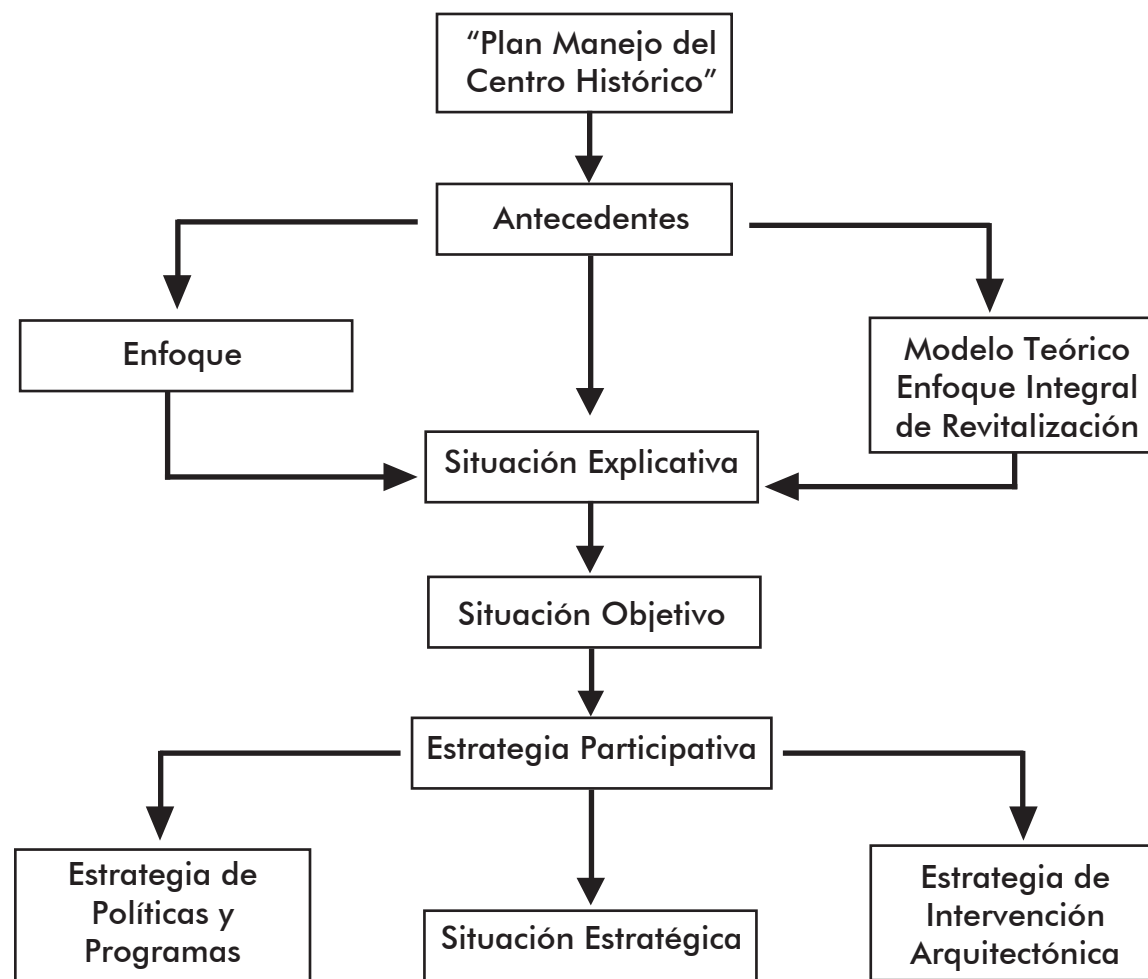 “Plan Manejo del
Centro Histórico”
Antecedentes
Enfoque
Modelo Teórico
Enfoque Integral
de Revitalización
Situación Explicativa
Situación Objetivo
Estrategia Participativa
Estrategia de
Políticas y
Programas
Situación Estratégica
Estrategia de
Intervención
Arquitectónica